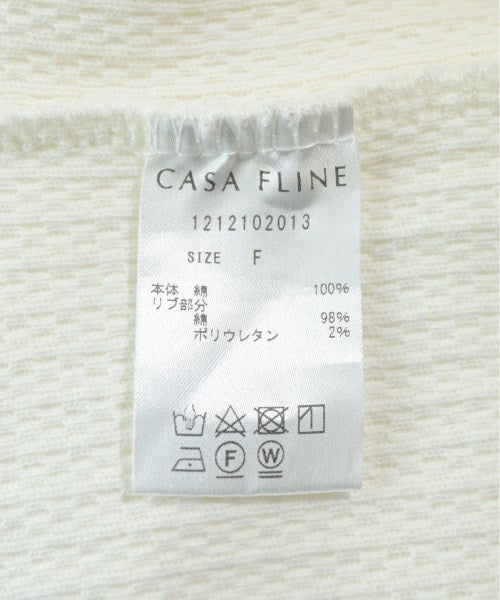 CASA FLINE
1212102013
SIZE F
本体 綿 100%
リブ部分
綿 98%
ポリウレタン 2%
F W